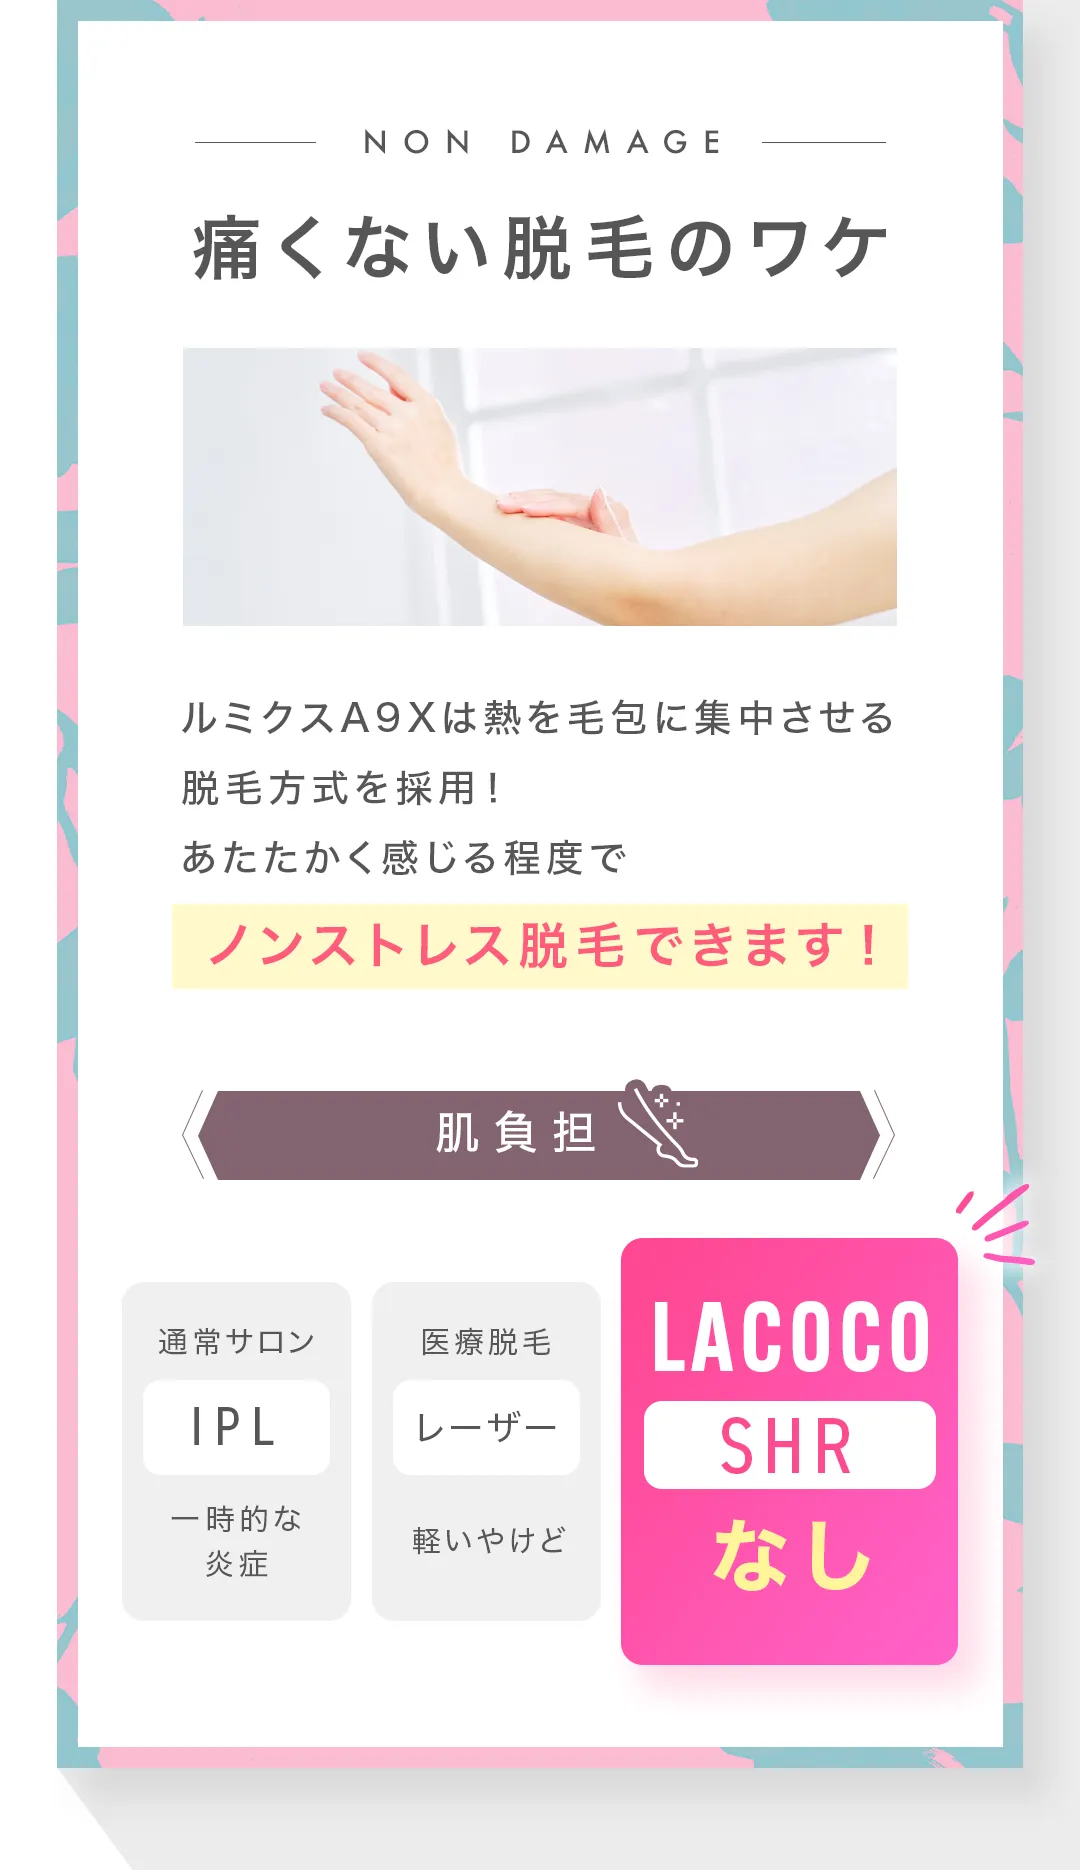 NON DAMAGE
痛くない脱毛のワケ
ルミクスA9Xは熱を毛包に集中させる
脱毛方式を採用！
あたたかく感じる程度で
ノンストレス脱毛できます！
肌負担
通常サロン
IPL
一時的な
炎症
医療脱毛
レーザー
軽いやけど
LACOCO
SHR
なし